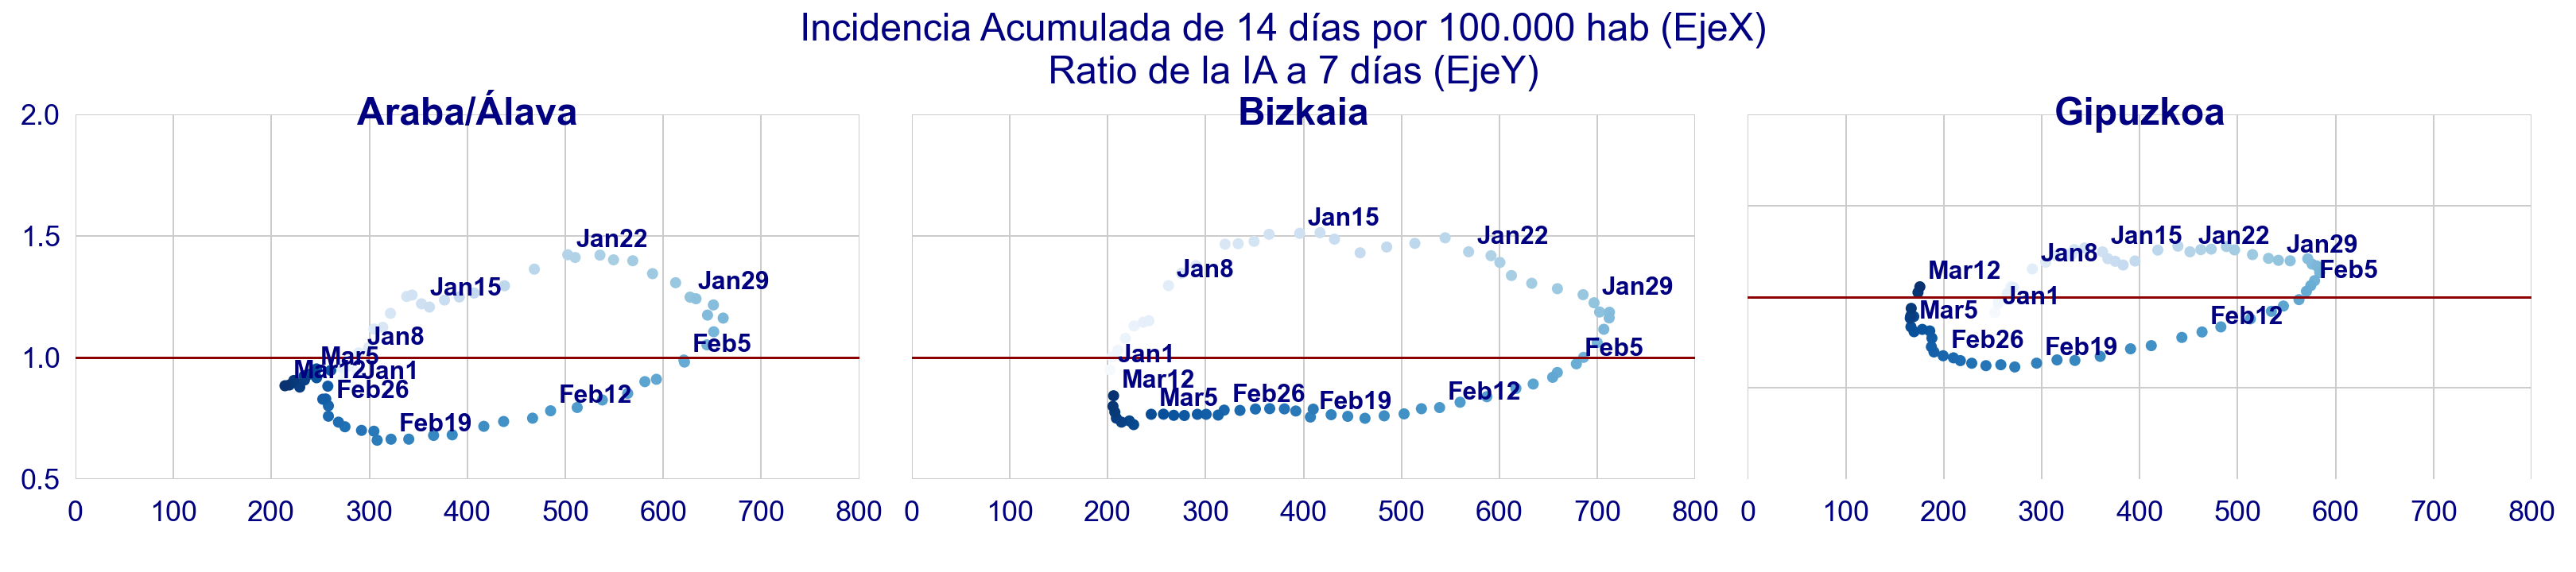 Incidencia Acumulada de 14 días por 100.000 hab (EjeX)
Ratio de la IA a 7 días (EjeY)
Araba/Álava
2.0
1.5
1.0
0.5
Jan22
Jan29
Jan15
Jan8
Feb5
Mar5
Mar12
Jan1
Feb26
Feb12
Feb19
0 100 200 300 400 500 600 700 800
Bizkaia
Jan15
Jan22
Jan8
Jan29
Jan1
Feb5
Mar12
Mar5
Feb26
Feb19
Feb12
0 100 200 300 400 500 600 700 800
Gipuzkoa
Jan15
Jan22
Jan29
Jan8
Mar12
Feb5
Jan1
Mar5
Feb12
Feb26
Feb19
0 100 200 300 400 500 600 700 800